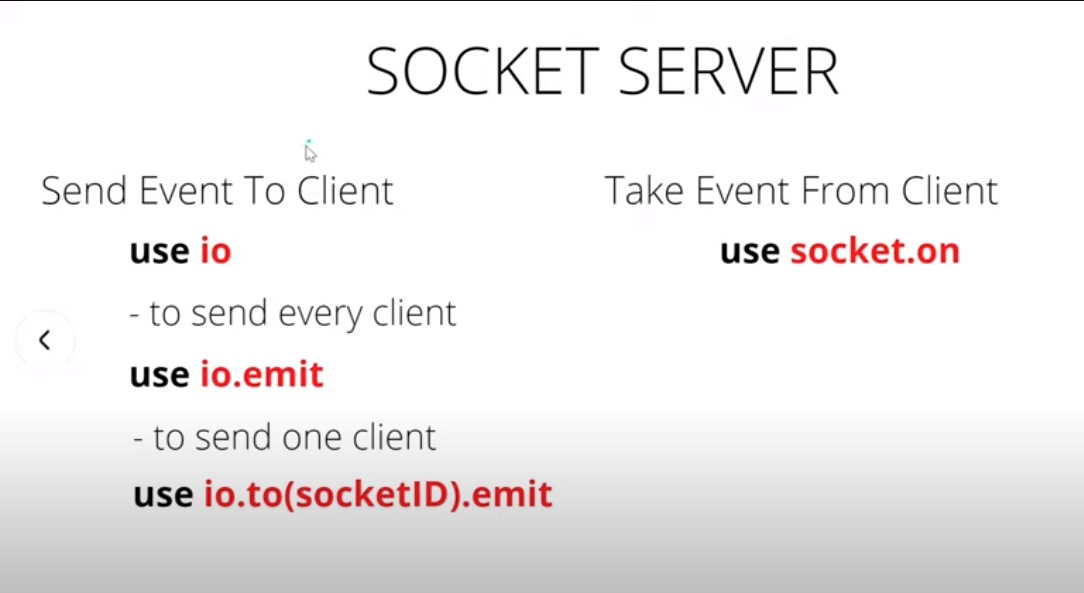 SOCKET SERVER
Send Event To Client
use io
- to send every client
use io.emit
- to send one client
use io.to(socketID).emit
Take Event From Client
use socket.on